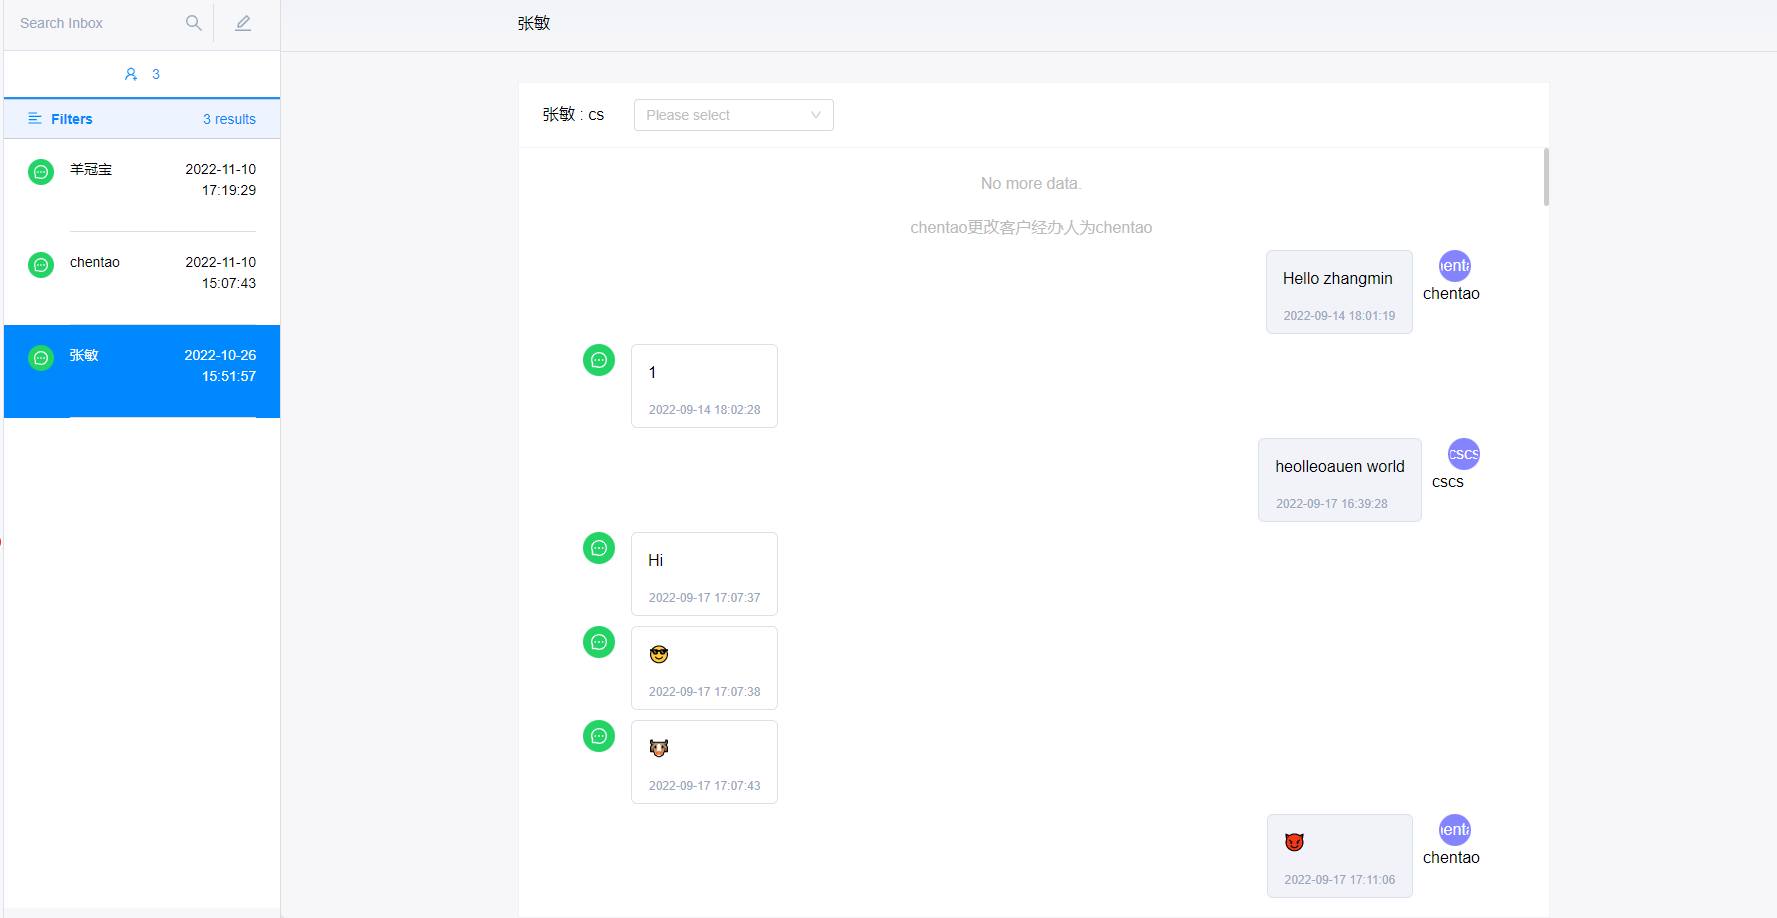 Search Inbox
3
Filters
3 results
羊冠宝
2022-11-10
17:19:29
chentao
2022-11-10
15:07:43
张敏
2022-10-26
15:51:57
张敏
张敏 : cs
Please select
No more data.
chentao更改客户经办人为chentao
Hello zhangmin
2022-09-14 18:01:19
henta
chentao
1
2022-09-14 18:02:28
heolleoauen world
2022-09-17 16:39:28
cscs
cscs
Hi
2022-09-17 17:07:37
😎
2022-09-17 17:07:38
2022-09-17 17:07:43
😈
2022-09-17 17:11:06
henta
chentao